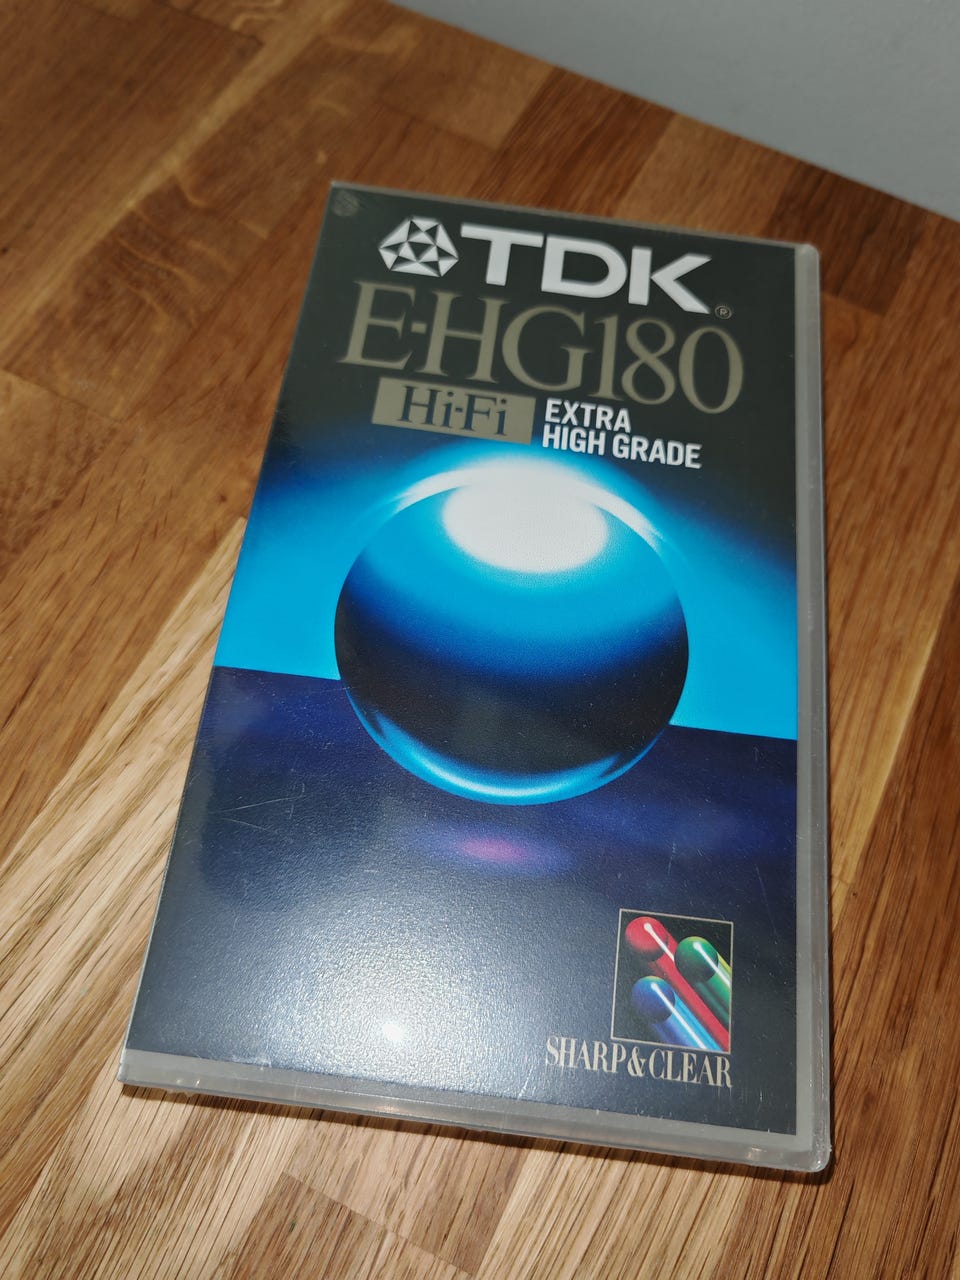 TDK®
E-HG180
Hi-Fi
EXTRA
HIGH GRADE
SHARP&CLEAR